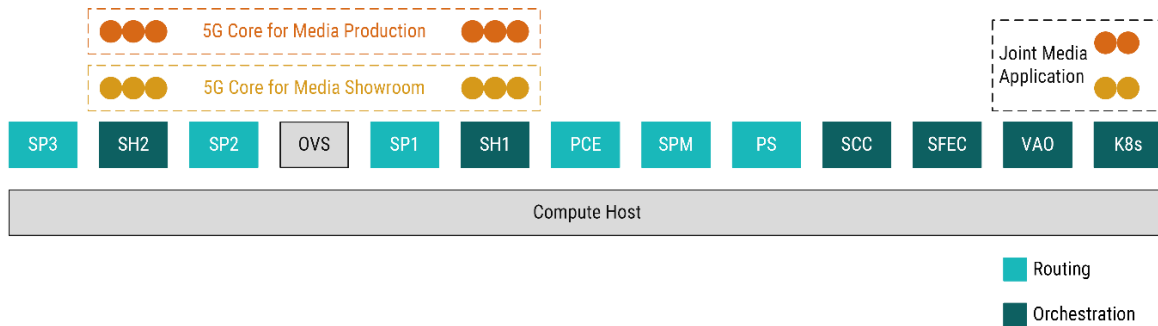 5G Core for Media Production
5G Core for Media Showroom
Joint Media
Application
SP3
SH2
SP2
OVS
SP1
SH1
PCE
SPM
PS
SCC
SFEC
VAO
K8s
Compute Host
Routing
Orchestration